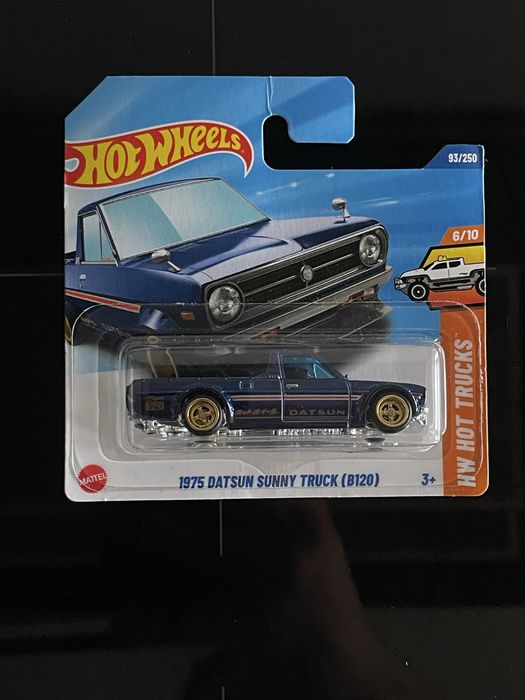 HOT WHEELS
93/250
6/10
HW HOT TRUCKS
DATSUN
MATTEL
1975 DATSUN SUNNY TRUCK (B120)
3+